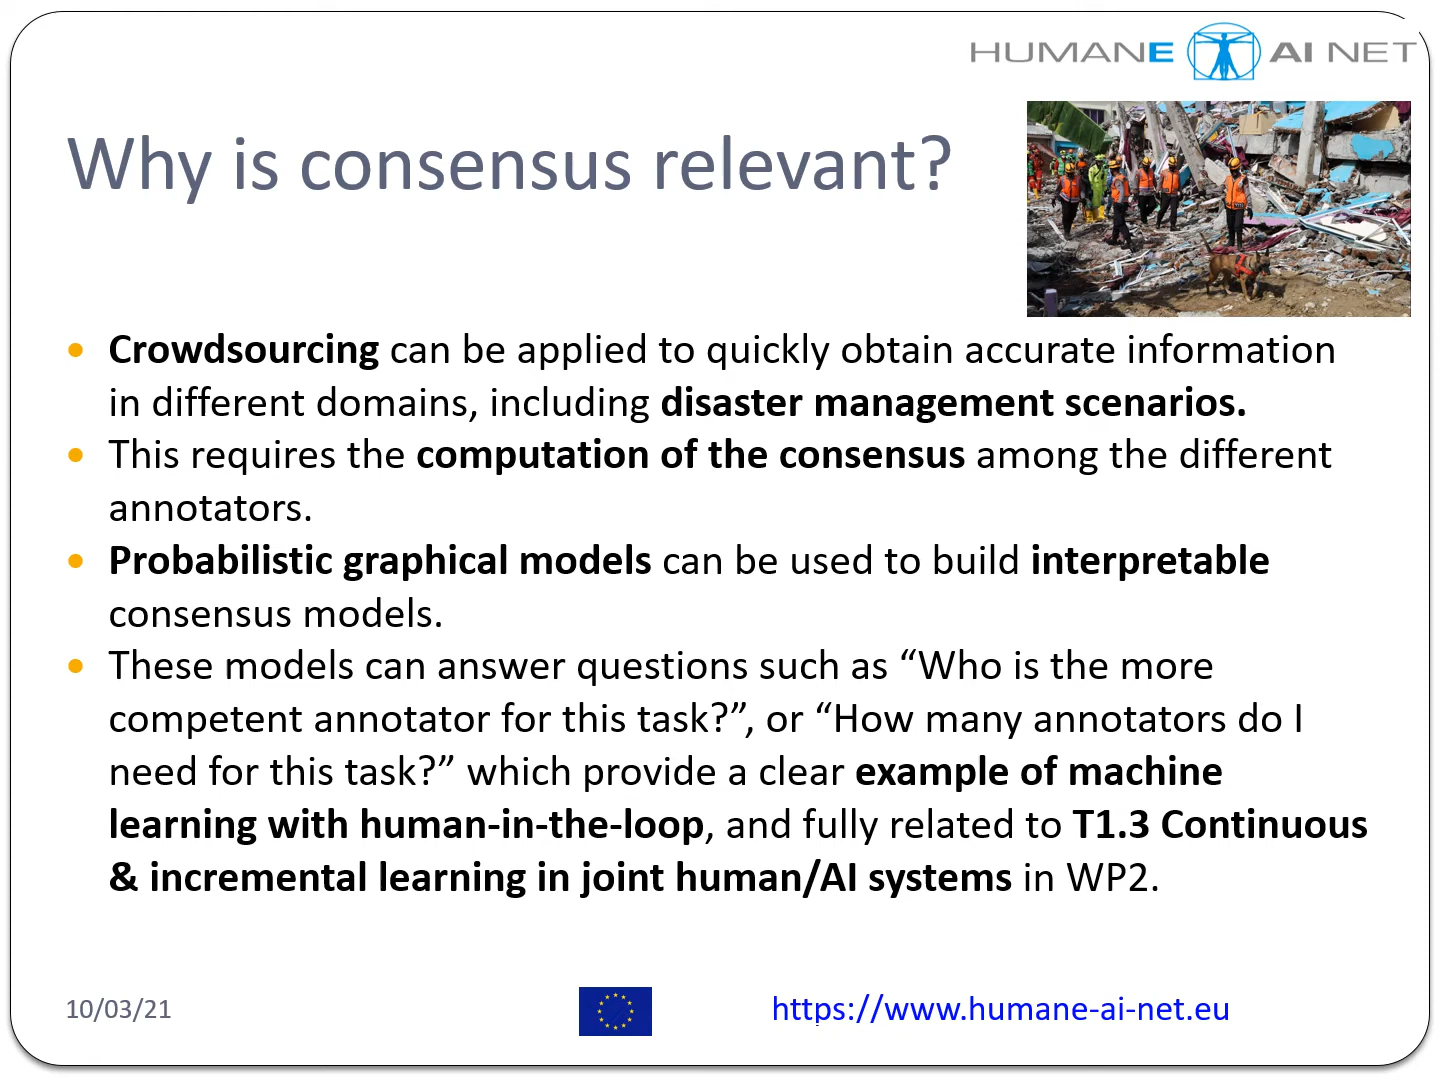 HUMANE AI NET
Why is consensus relevant?
Crowdsourcing can be applied to quickly obtain accurate information
in different domains, including disaster management scenarios.
This requires the computation of the consensus among the different
annotators.
Probabilistic graphical models can be used to build interpretable
consensus models.
These models can answer questions such as “Who is the more
competent annotator for this task?”, or “How many annotators do I
need for this task?” which provide a clear example of machine
learning with human-in-the-loop, and fully related to T1.3 Continuous
& incremental learning in joint human/AI systems in WP2.
10/03/21
https://www.humane-ai-net.eu